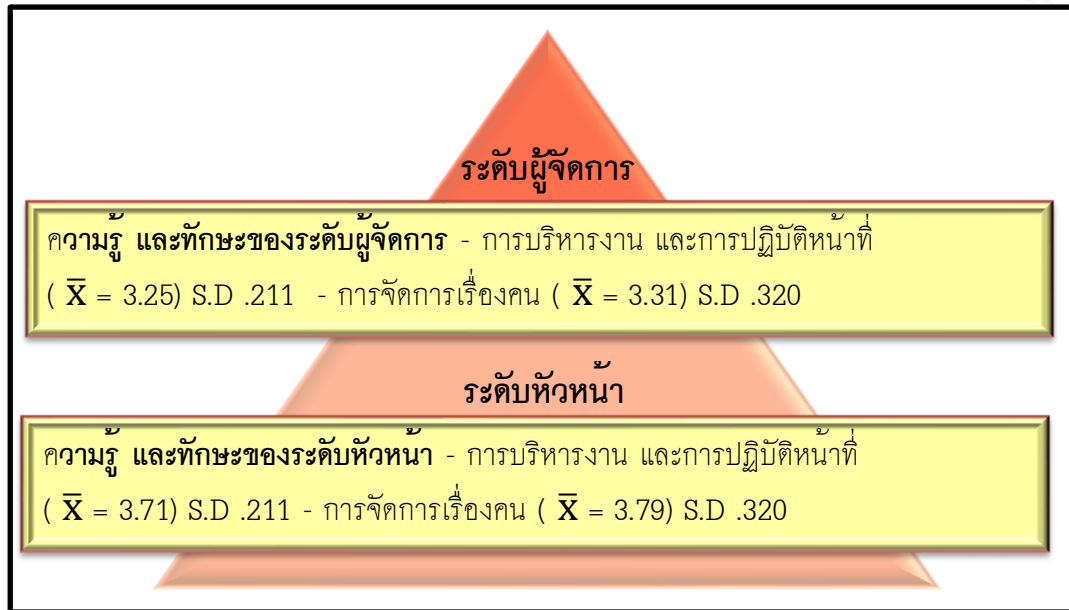 ระดับผู้จัดการ
ความรู้ และทักษะของระดับผู้จัดการ - การบริหารงาน และการปฏิบัติหน้าที่
( X̅ = 3.25) S.D .211 - การจัดการเรื่องคน ( X̅ = 3.31) S.D .320
ระดับหัวหน้า
ความรู้ และทักษะของระดับหัวหน้า - การบริหารงาน และการปฏิบัติหน้าที่
( X̅ = 3.71) S.D .211 - การจัดการเรื่องคน ( X̅ = 3.79) S.D .320